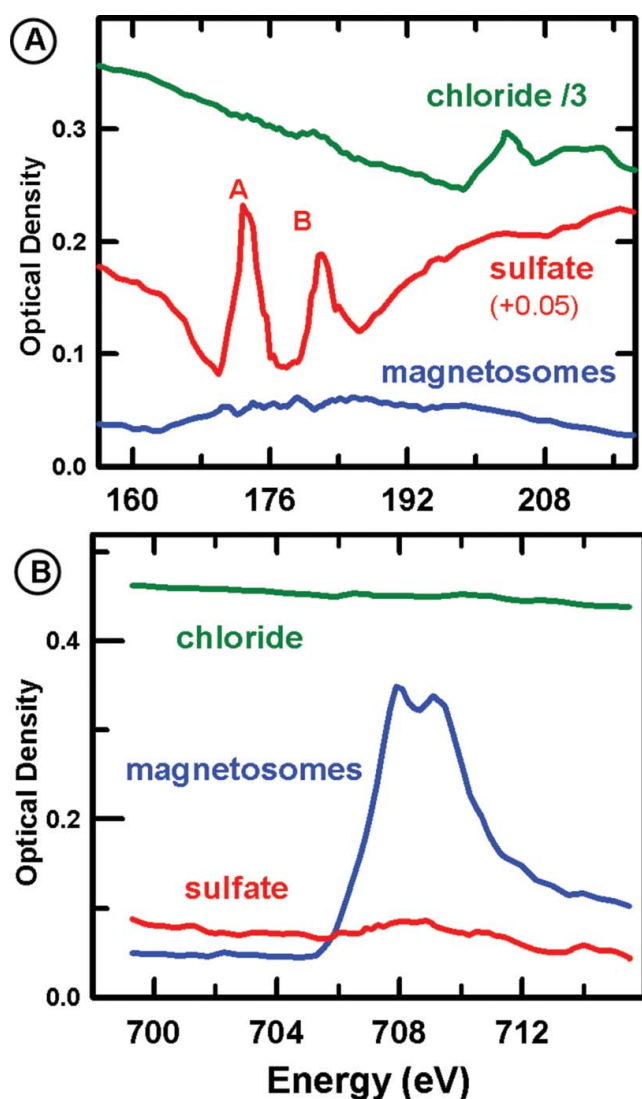 A
Optical Density
0.3
0.2
0.1
0.0
chloride /3
A
B
sulfate
(+0.05)
magnetosomes
160 176 192 208
B
Optical Density
0.4
0.2
0.0
chloride
magnetosomes
sulfate
700 704 708 712
Energy (eV)